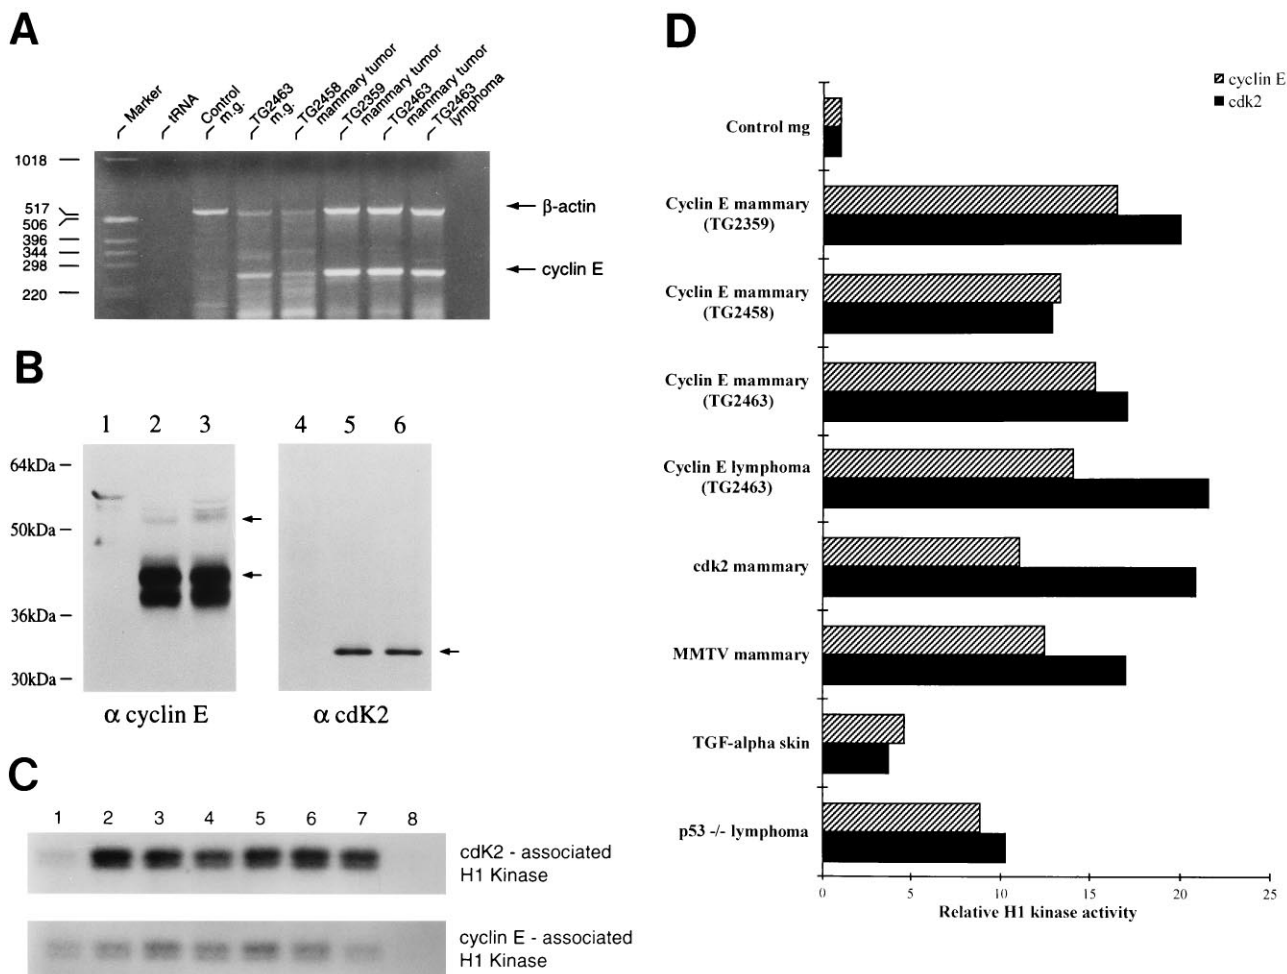 A
Marker
tRNA
Control
m.g.
TG2463
m.g.
TG2458
mammary tumor
TG2359
mammary tumor
TG2463
mammary tumor
TG2463
lymphoma
1018
517
506
396
344
298
220
β-actin
cyclin E
B
1 2 3 4 5 6
64kDa
50kDa
36kDa
30kDa
α cyclin E
α cdK2
C
1 2 3 4 5 6 7 8
cdK2 - associated
H1 Kinase
cyclin E - associated
H1 Kinase
D
cyclin E
cdk2
Control mg
Cyclin E mammary
(TG2359)
Cyclin E mammary
(TG2458)
Cyclin E mammary
(TG2463)
Cyclin E lymphoma
(TG2463)
cdk2 mammary
MMTV mammary
TGF-alpha skin
p53 -/- lymphoma
0 5 10 15 20 25
Relative H1 kinase activity